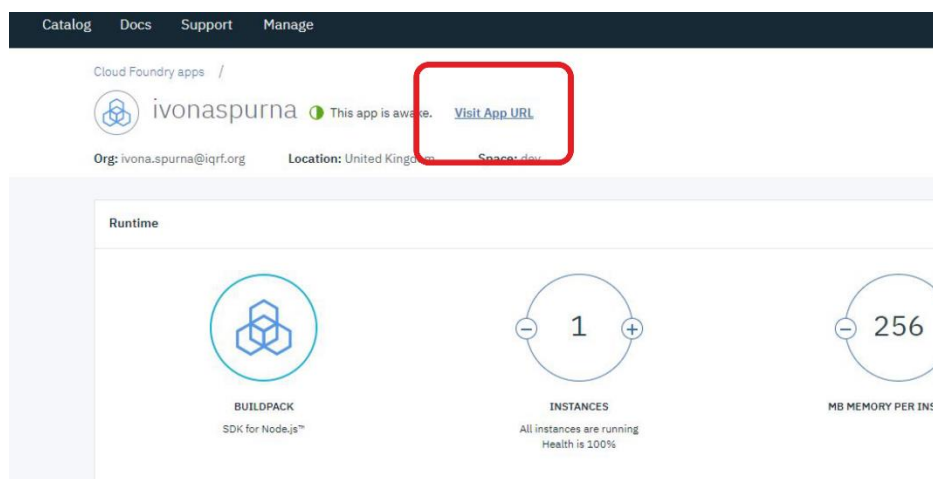 Catalog Docs Support Manage
Cloud Foundry apps /
ivonaspurna This app is awake. Visit App URL
Org: ivona.spurna@iqrf.org Location: United Kingdom Space: dev
Runtime
1
256
BUILDPACK INSTANCES MB MEMORY PER INS
SDK for Node.js™ All instances are running
Health is 100%